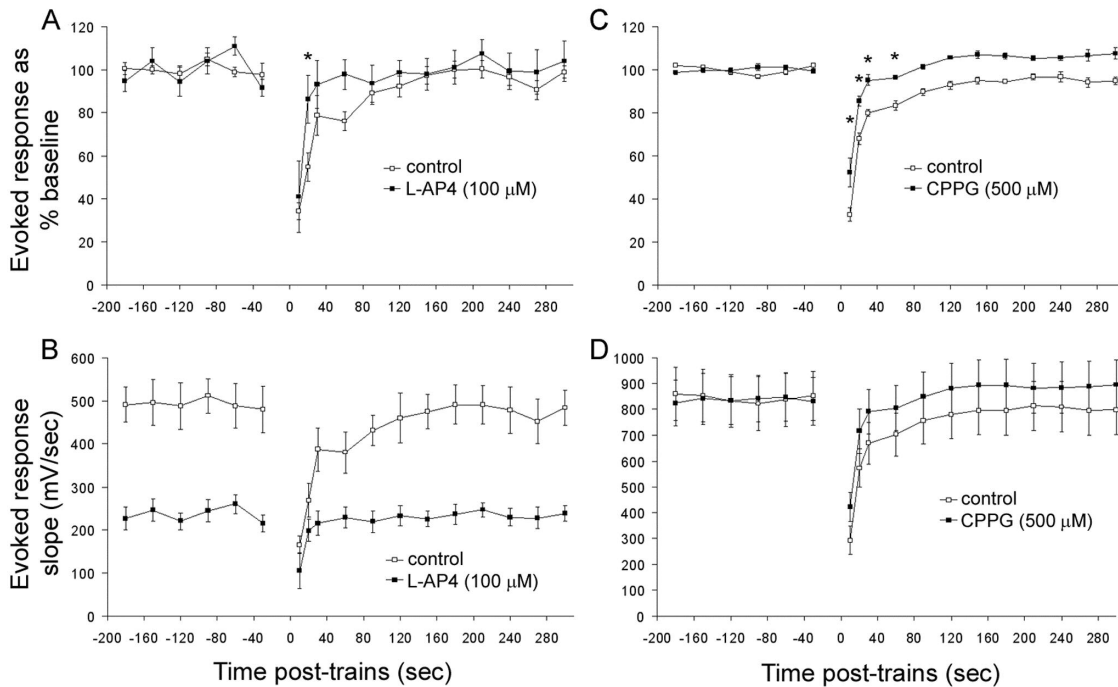 A
C
Evoked response as
% baseline
120
100
80
60
40
20
0
*
control
L-AP4 (100 µM)
-200 -160 -120 -80 -40 0 40 80 120 160 200 240 280
120
100
80
60
40
20
0
*
*
*
*
control
CPPG (500 µM)
-200 -160 -120 -80 -40 0 40 80 120 160 200 240 280
B
D
Evoked response
slope (mV/sec)
600
500
400
300
200
100
0
control
L-AP4 (100 µM)
-200 -160 -120 -80 -40 0 40 80 120 160 200 240 280
Time post-trains (sec)
1000
900
800
700
600
500
400
300
200
100
0
control
CPPG (500 µM)
-200 -160 -120 -80 -40 0 40 80 120 160 200 240 280
Time post-trains (sec)